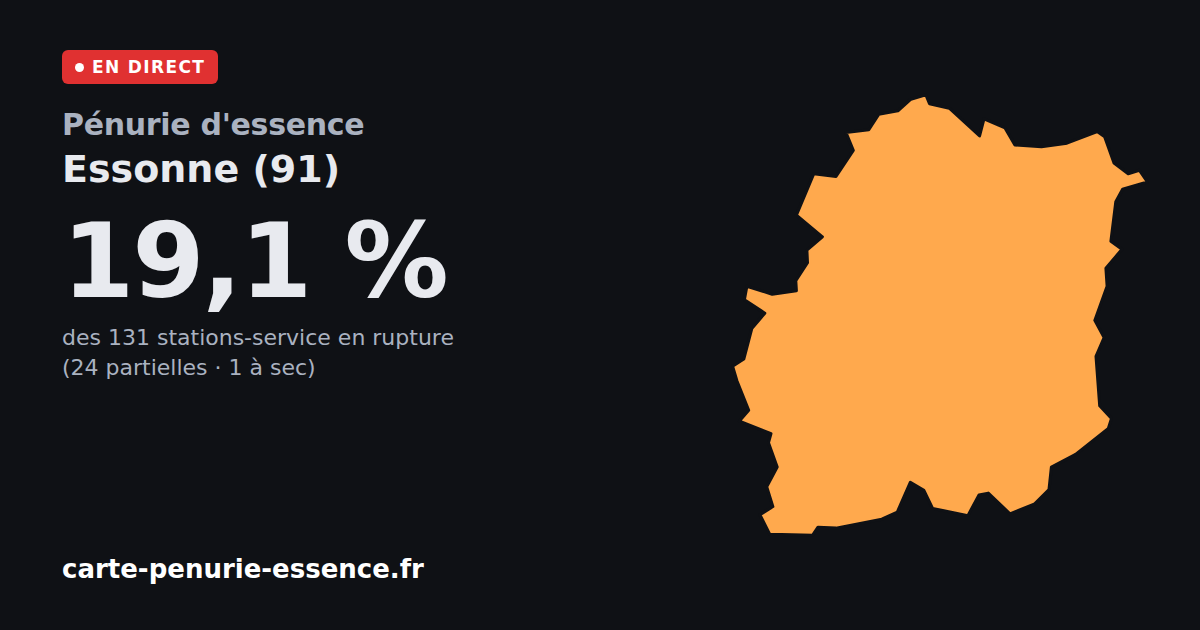 EN DIRECT
Pénurie d'essence
Essonne (91)
19,1 %
des 131 stations-service en rupture
(24 partielles · 1 à sec)
carte-penurie-essence.fr